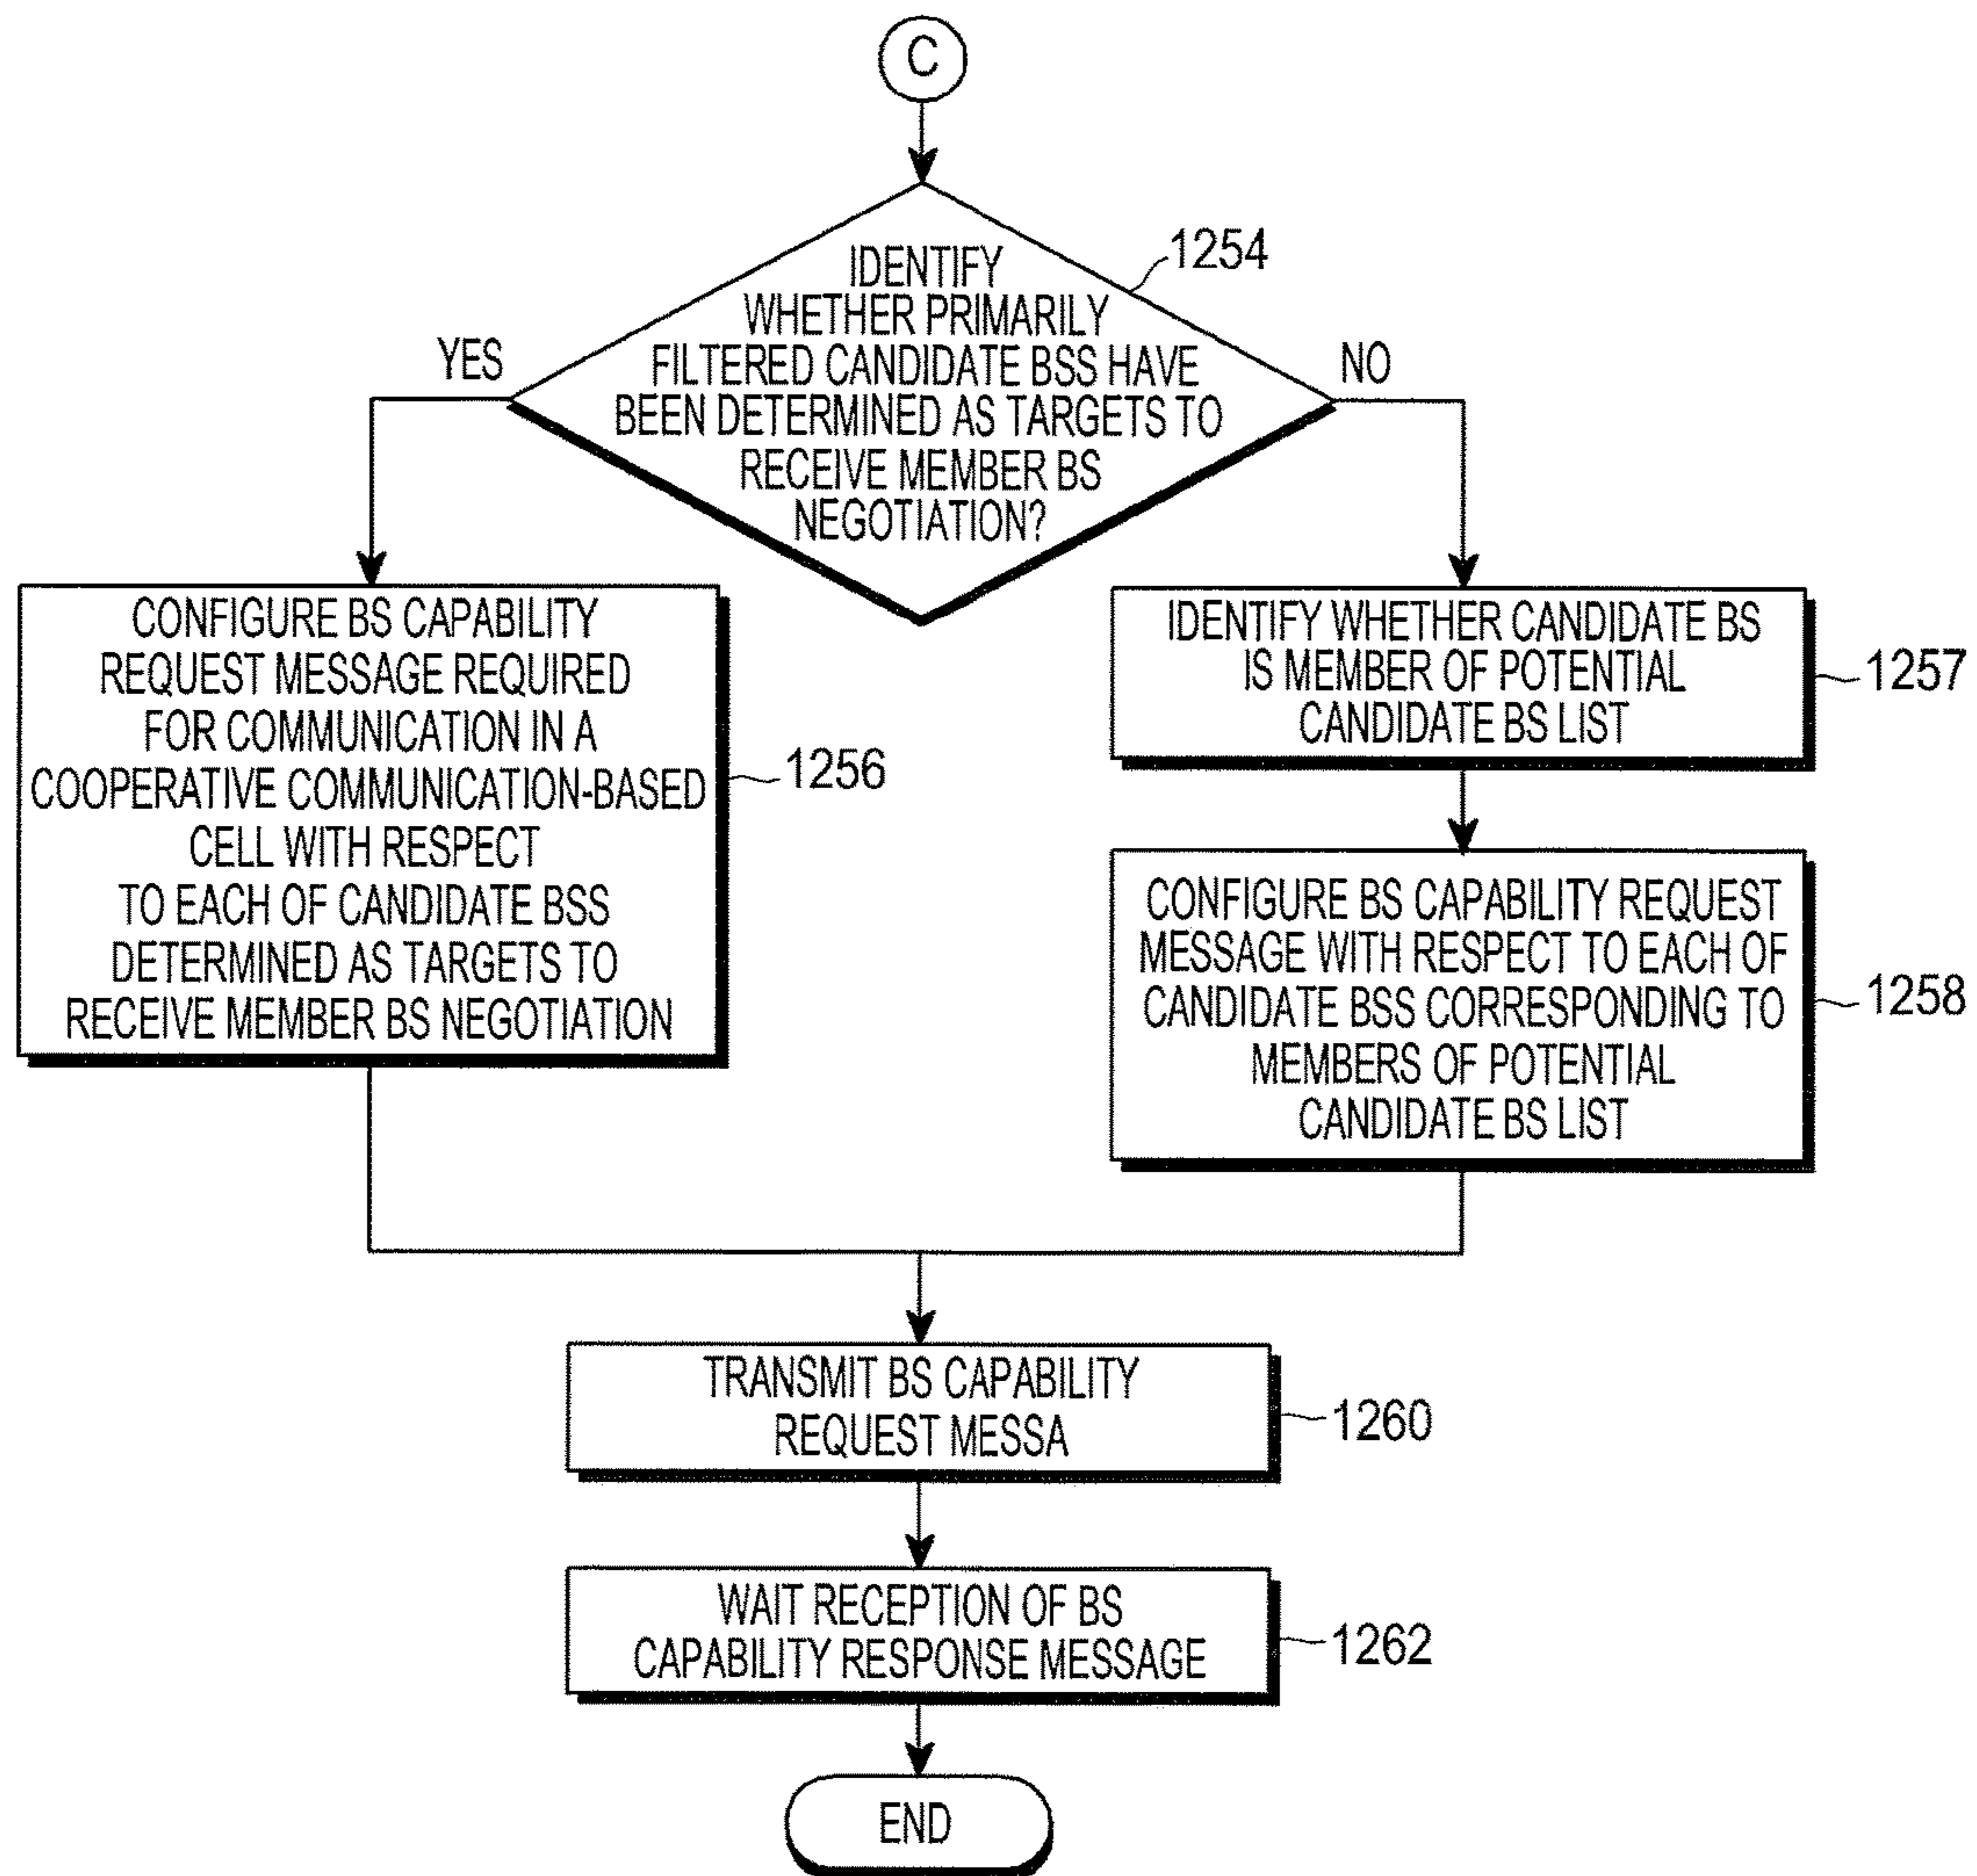 C
IDENTIFY
WHETHER PRIMARILY
FILTERED CANDIDATE BSS HAVE
BEEN DETERMINED AS TARGETS TO
RECEIVE MEMBER BS
NEGOTIATION?
1254
YES
NO
CONFIGURE BS CAPABILITY
REQUEST MESSAGE REQUIRED
FOR COMMUNICATION IN A
COOPERATIVE COMMUNICATION-BASED
CELL WITH RESPECT
TO EACH OF CANDIDATE BSS
DETERMINED AS TARGETS TO
RECEIVE MEMBER BS NEGOTIATION
1256
IDENTIFY WHETHER CANDIDATE BS
IS MEMBER OF POTENTIAL
CANDIDATE BS LIST
1257
CONFIGURE BS CAPABILITY REQUEST
MESSAGE WITH RESPECT TO EACH OF
CANDIDATE BSS CORRESPONDING TO
MEMBERS OF POTENTIAL
CANDIDATE BS LIST
1258
TRANSMIT BS CAPABILITY
REQUEST MESSA
1260
WAIT RECEPTION OF BS
CAPABILITY RESPONSE MESSAGE
1262
END